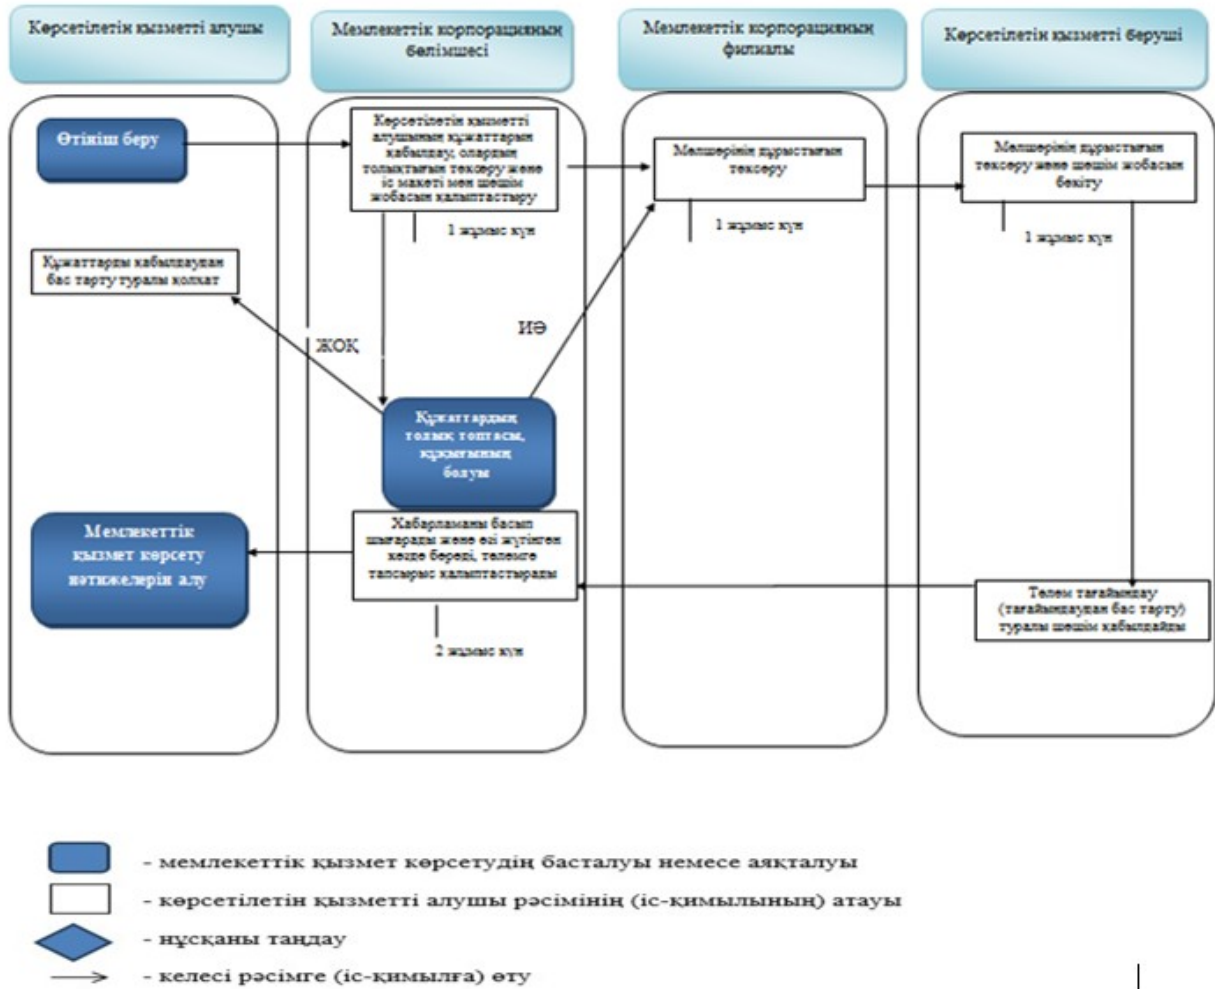 Көрсетілетін қызметті алушы
Мемлекеттік корпорацияның
бөлімшесі
Мемлекеттік корпорацияның
филиалы
Көрсетілетін қызметті беруші
Өтініш беру
Көрсетілетін қызметті
алушының құжаттарын
қабылдау, олардың
толықтығын тексеру және
іс макеті мен шешім
жобасын қалыптастыру
1 жұмыс күн
Мөлшерінің дұрыстығын
тексеру
1 жұмыс күн
Мөлшерінің дұрыстығын
тексеру және шешім жобасын
бекіту
1 жұмыс күн
Құжаттарды қабылдаудан
бас тарту туралы қолхат
ЖОҚ
ИӘ
Құжаттардың
толық топтасы,
құқығының
болуы
Мемлекеттік
қызмет көрсету
нәтижелерін алу
Хабарламаны басып
шығарады және өзі жүгінген
кезде береді, төлемге
тапсырыс қалыптастырады
2 жұмыс күн
Төлем тағайындау
(тағайындаудан бас тарту)
туралы шешім қабылдайды
- мемлекеттік қызмет көрсетудің басталуы немесе аяқталуы
- көрсетілетін қызметті алушы рәсімінің (іс-қимылының) атауы
- нұсқаны таңдау
- келесі рәсімге (іс-қимылға) өту